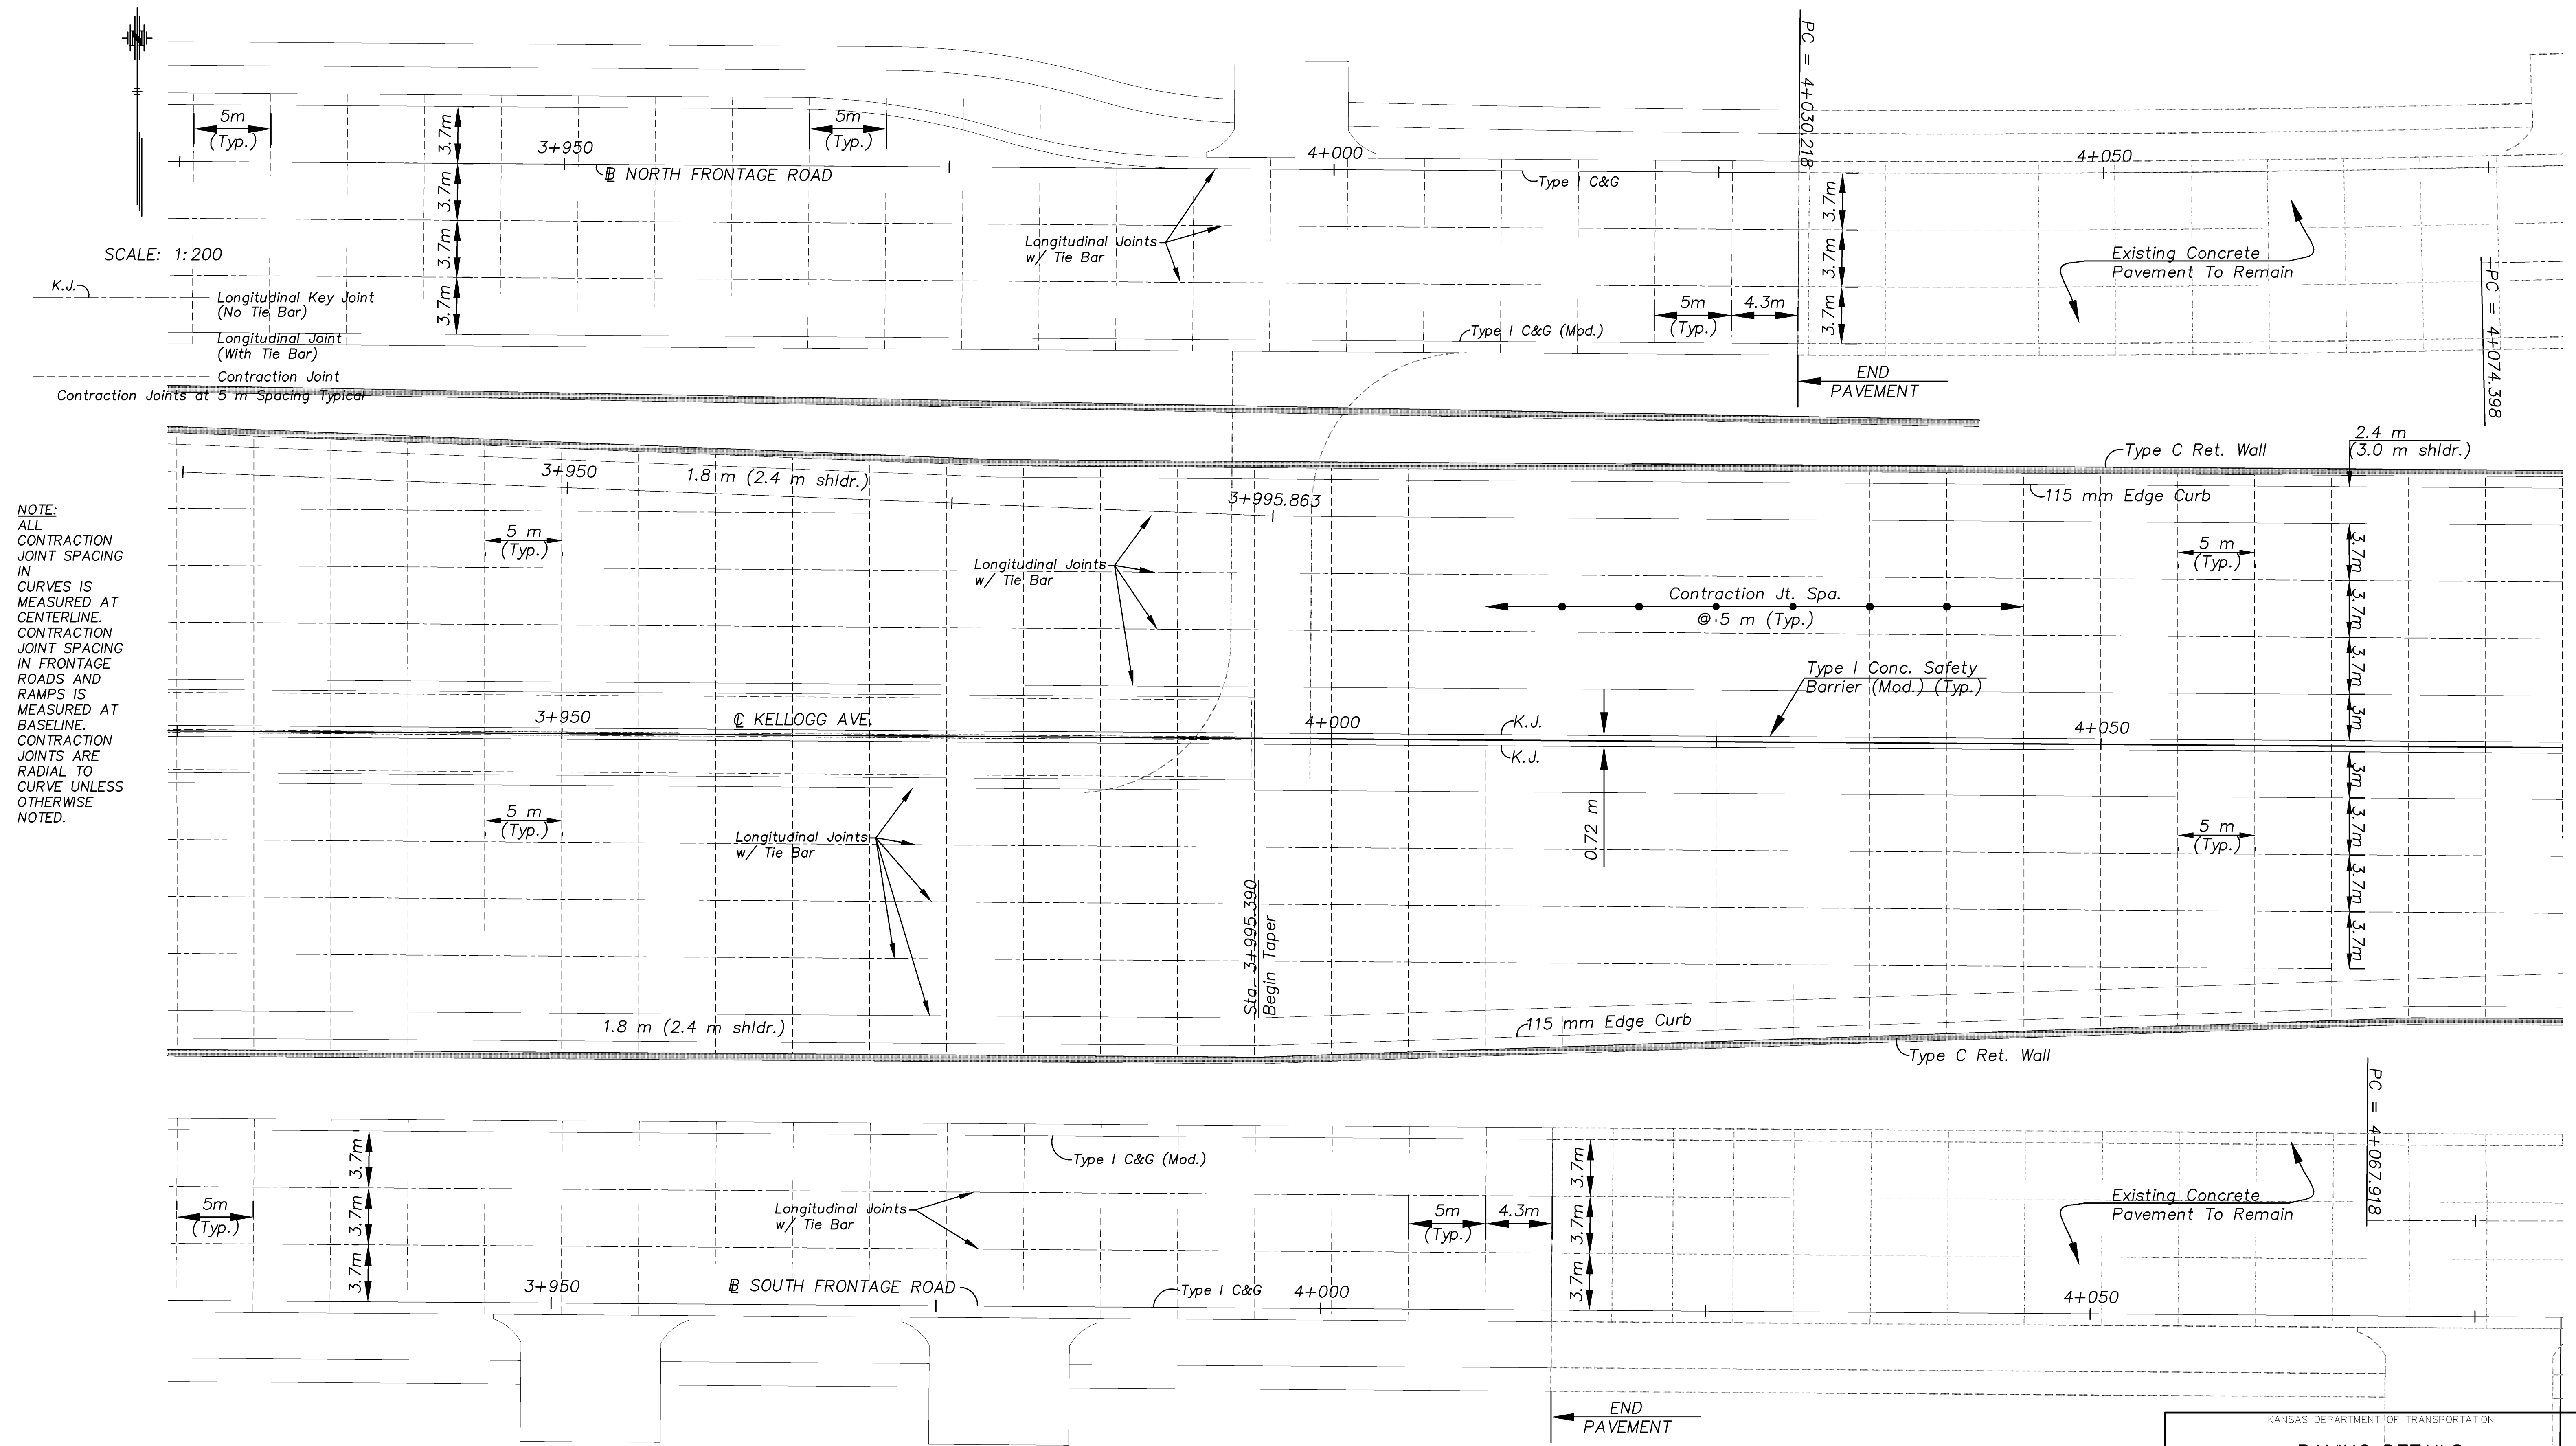 PC = 4+030.218
5m
(Typ.)
3.7m
3+950
5m
(Typ.)
4+000
4+050
℄ NORTH FRONTAGE ROAD
Type I C&G
3.7m
3.7m
3.7m
Longitudinal Joints
w/ Tie Bar
3.7m
3.7m
3.7m
Existing Concrete
Pavement To Remain
PC = 4+074.398
SCALE: 1:200
K.J.
Longitudinal Key Joint
(No Tie Bar)
Longitudinal Joint
(With Tie Bar)
Contraction Joint
Contraction Joints at 5 m Spacing Typical
5m
(Typ.)
4.3m
Type I C&G (Mod.)
END
PAVEMENT
2.4 m
(3.0 m shldr.)
Type C Ret. Wall
115 mm Edge Curb
3+950
1.8 m (2.4 m shldr.)
3+995.863
NOTE:
ALL
CONTRACTION
JOINT SPACING
IN
CURVES IS
MEASURED AT
CENTERLINE.
CONTRACTION
JOINT SPACING
IN FRONTAGE
ROADS AND
RAMPS IS
MEASURED AT
BASELINE.
CONTRACTION
JOINTS ARE
RADIAL TO
CURVE UNLESS
OTHERWISE
NOTED.
5 m
(Typ.)
Longitudinal Joints
w/ Tie Bar
Contraction Jt. Spa.
@ 5 m (Typ.)
5 m
(Typ.)
3.7m
3.7m
3.7m
3m
Type I Conc. Safety
Barrier (Mod.) (Typ.)
3+950
℄ KELLOGG AVE.
4+000
K.J.
K.J.
4+050
0.72 m
5 m
(Typ.)
Longitudinal Joints
w/ Tie Bar
5 m
(Typ.)
3m
3.7m
3.7m
3.7m
Sta. 3+995.390
Begin Taper
1.8 m (2.4 m shldr.)
115 mm Edge Curb
Type C Ret. Wall
PC = 4+067.918
3.7m
3.7m
3.7m
5m
(Typ.)
Type I C&G (Mod.)
Longitudinal Joints
w/ Tie Bar
5m
(Typ.)
4.3m
3.7m
3.7m
3.7m
Existing Concrete
Pavement To Remain
3+950
℄ SOUTH FRONTAGE ROAD
Type I C&G
4+000
4+050
END
PAVEMENT
KANSAS DEPARTMENT OF TRANSPORTATION